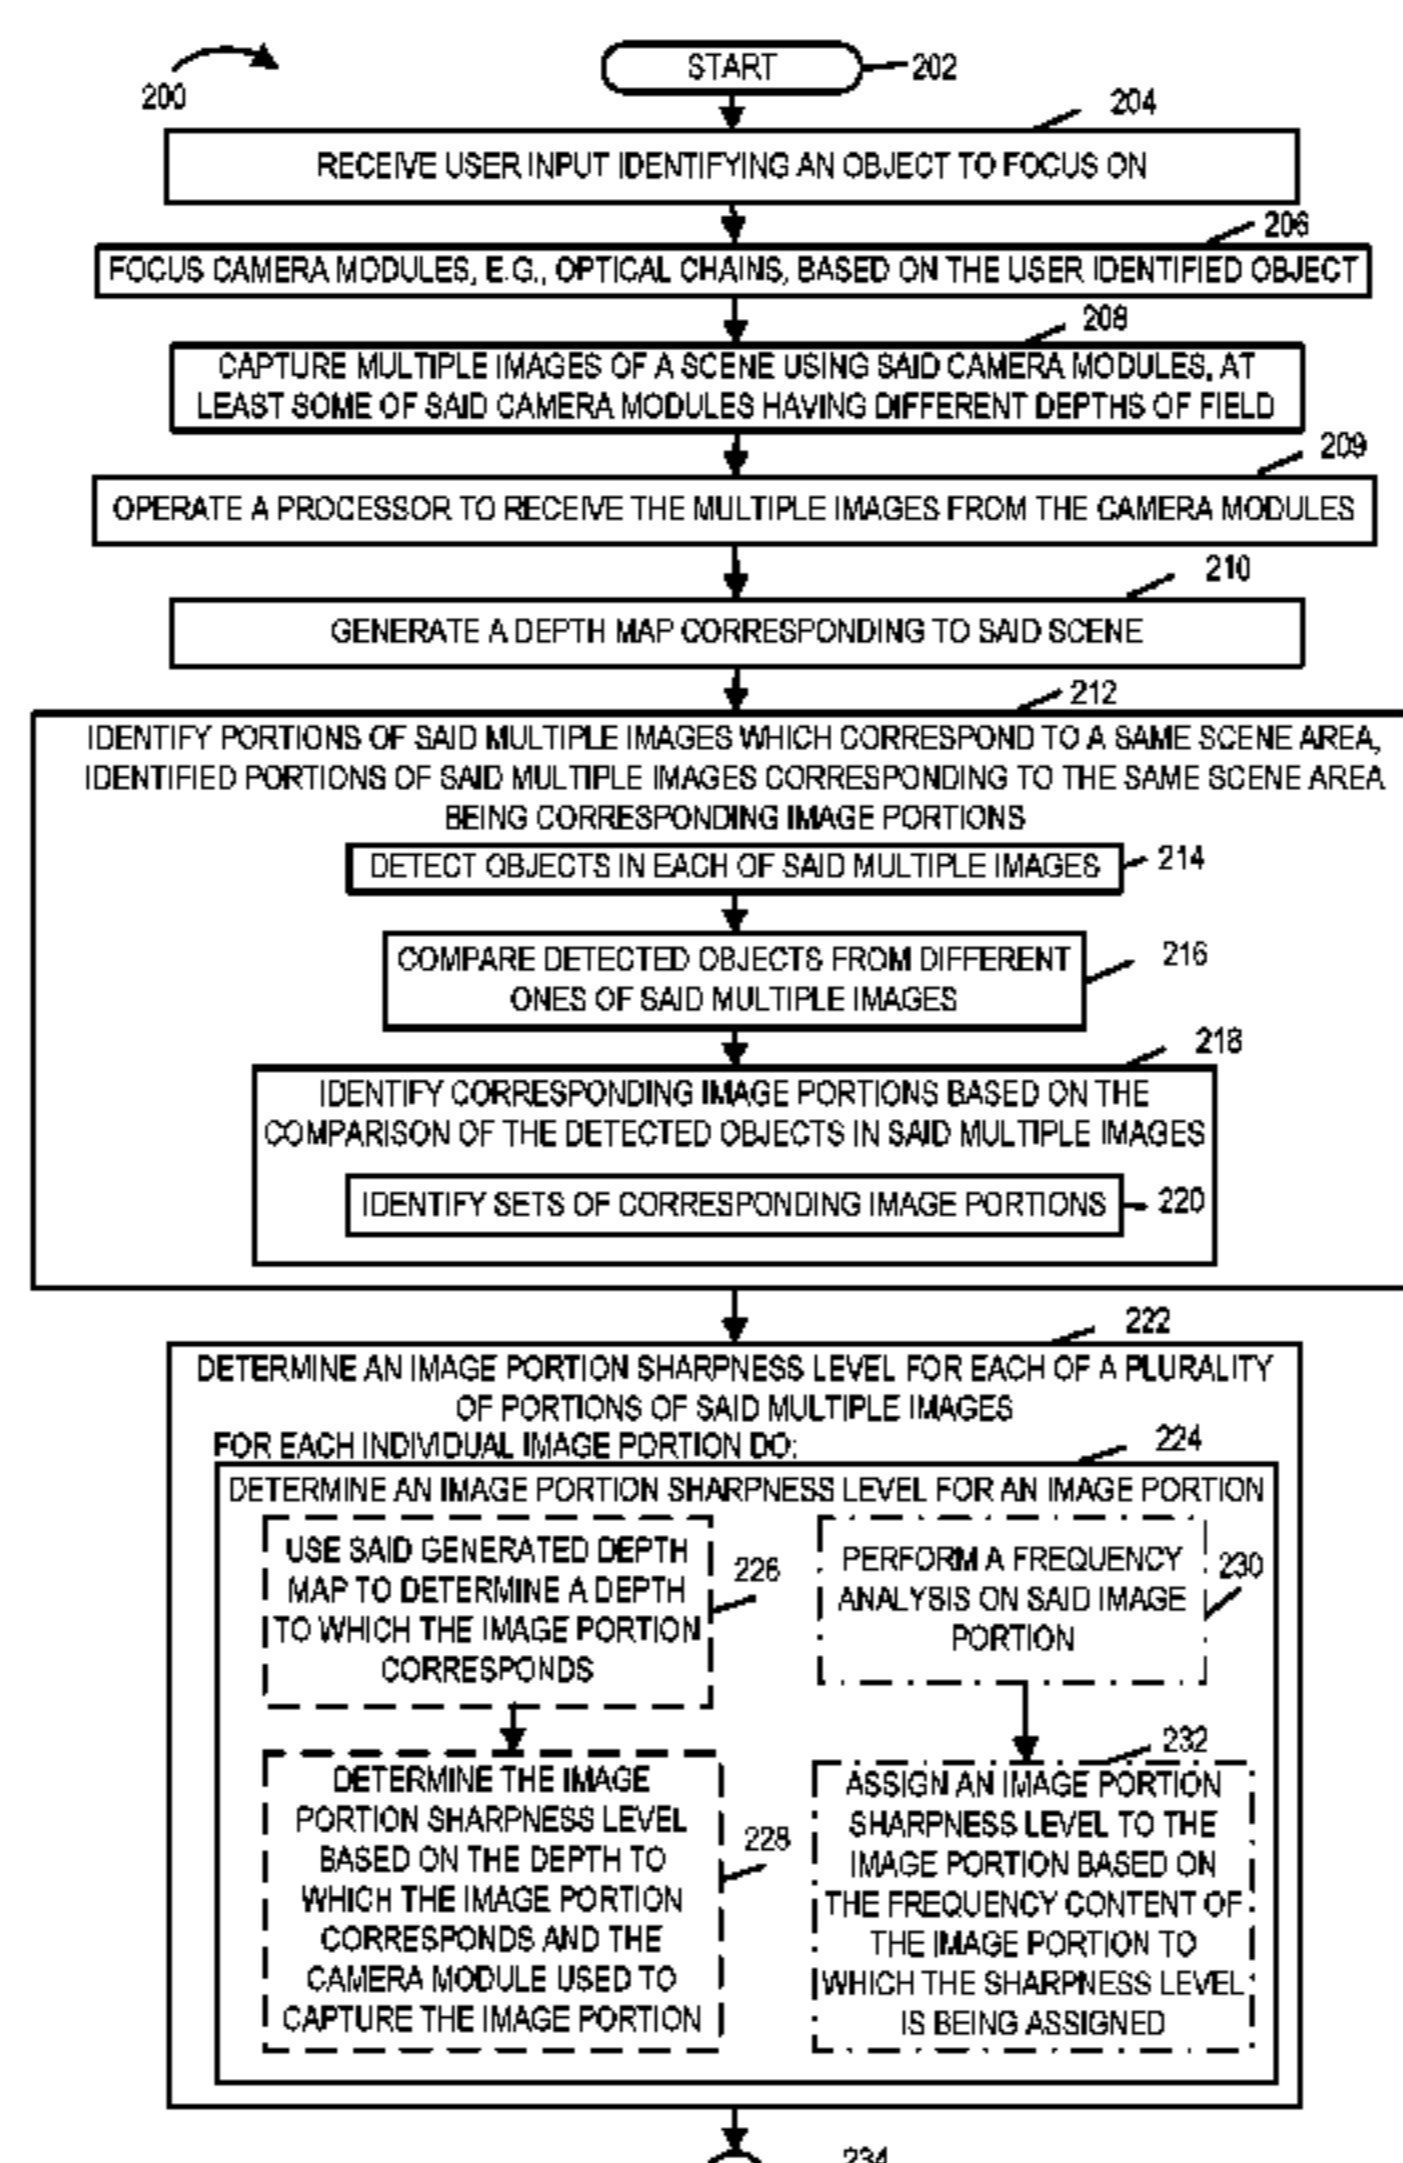 200
START
202
204
RECEIVE USER INPUT IDENTIFYING AN OBJECT TO FOCUS ON
206
FOCUS CAMERA MODULES, E.G., OPTICAL CHAINS, BASED ON THE USER IDENTIFIED OBJECT
208
CAPTURE MULTIPLE IMAGES OF A SCENE USING SAID CAMERA MODULES, AT
LEAST SOME OF SAID CAMERA MODULES HAVING DIFFERENT DEPTHS OF FIELD
209
OPERATE A PROCESSOR TO RECEIVE THE MULTIPLE IMAGES FROM THE CAMERA MODULES
210
GENERATE A DEPTH MAP CORRESPONDING TO SAID SCENE
212
IDENTIFY PORTIONS OF SAID MULTIPLE IMAGES WHICH CORRESPOND TO A SAME SCENE AREA,
IDENTIFIED PORTIONS OF SAID MULTIPLE IMAGES CORRESPONDING TO THE SAME SCENE AREA
BEING CORRESPONDING IMAGE PORTIONS
DETECT OBJECTS IN EACH OF SAID MULTIPLE IMAGES
214
COMPARE DETECTED OBJECTS FROM DIFFERENT
ONES OF SAID MULTIPLE IMAGES
216
218
IDENTIFY CORRESPONDING IMAGE PORTIONS BASED ON THE
COMPARISON OF THE DETECTED OBJECTS IN SAID MULTIPLE IMAGES
IDENTIFY SETS OF CORRESPONDING IMAGE PORTIONS
220
222
DETERMINE AN IMAGE PORTION SHARPNESS LEVEL FOR EACH OF A PLURALITY
OF PORTIONS OF SAID MULTIPLE IMAGES
FOR EACH INDIVIDUAL IMAGE PORTION DO:
224
DETERMINE AN IMAGE PORTION SHARPNESS LEVEL FOR AN IMAGE PORTION
USE SAID GENERATED DEPTH
MAP TO DETERMINE A DEPTH
TO WHICH THE IMAGE PORTION
CORRESPONDS
226
PERFORM A FREQUENCY
ANALYSIS ON SAID IMAGE
PORTION
230
DETERMINE THE IMAGE
PORTION SHARPNESS LEVEL
BASED ON THE DEPTH TO
WHICH THE IMAGE PORTION
CORRESPONDS AND THE
CAMERA MODULE USED TO
CAPTURE THE IMAGE PORTION
228
232
ASSIGN AN IMAGE PORTION
SHARPNESS LEVEL TO THE
IMAGE PORTION BASED ON
THE FREQUENCY CONTENT OF
THE IMAGE PORTION TO
WHICH THE SHARPNESS LEVEL
IS BEING ASSIGNED
234